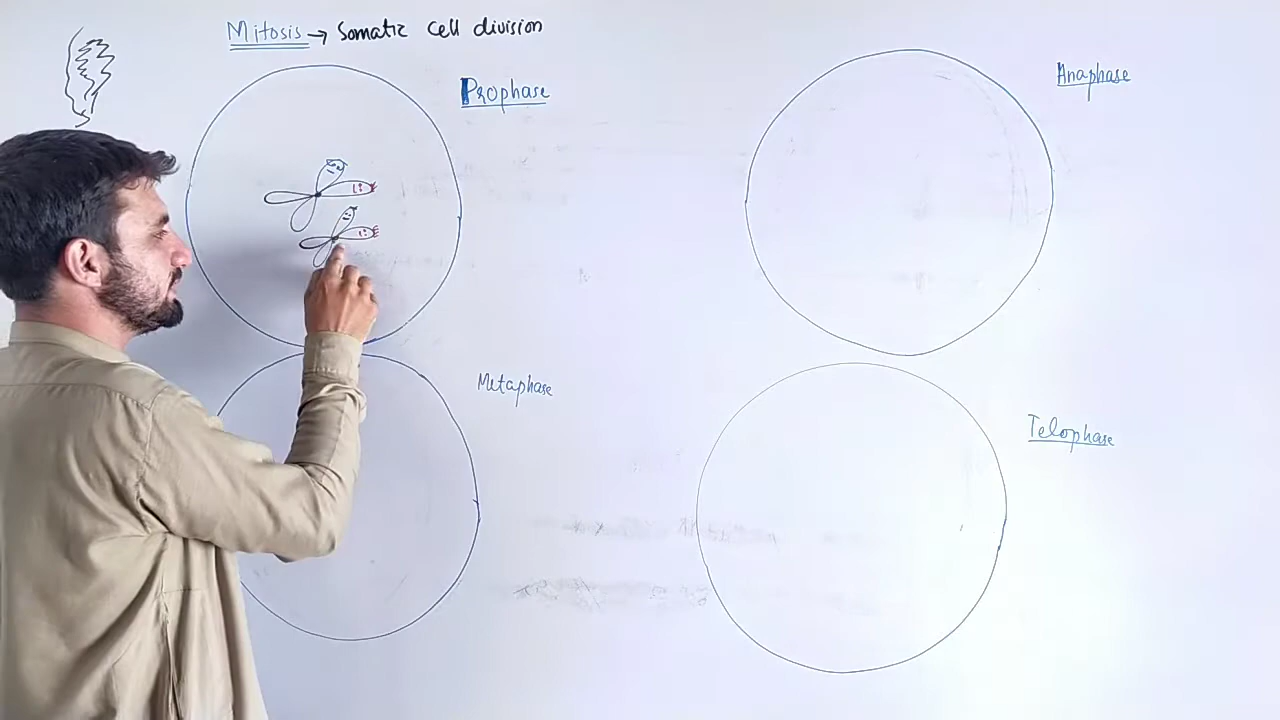 Mitosis → Somatic cell division
Prophase
Anaphase
Metaphase
Telophase